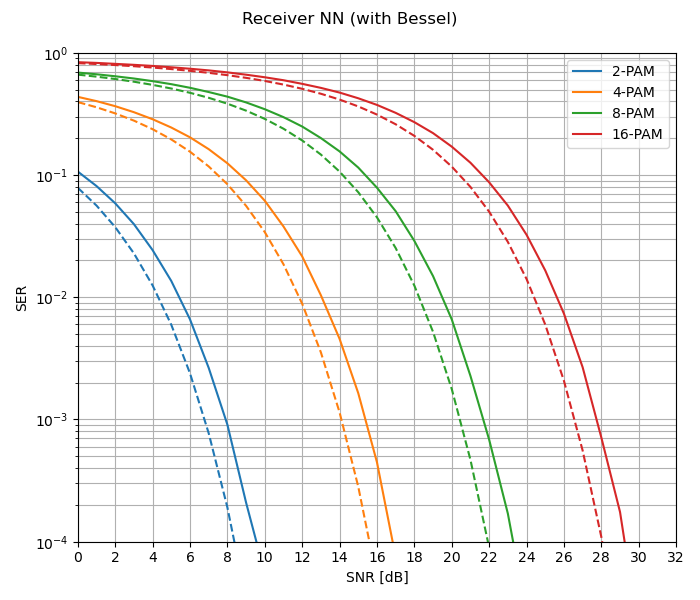 Receiver NN (with Bessel)
10⁰
10⁻¹
10⁻²
10⁻³
10⁻⁴
SER
2-PAM
4-PAM
8-PAM
16-PAM
0 2 4 6 8 10 12 14 16 18 20 22 24 26 28 30 32
SNR [dB]